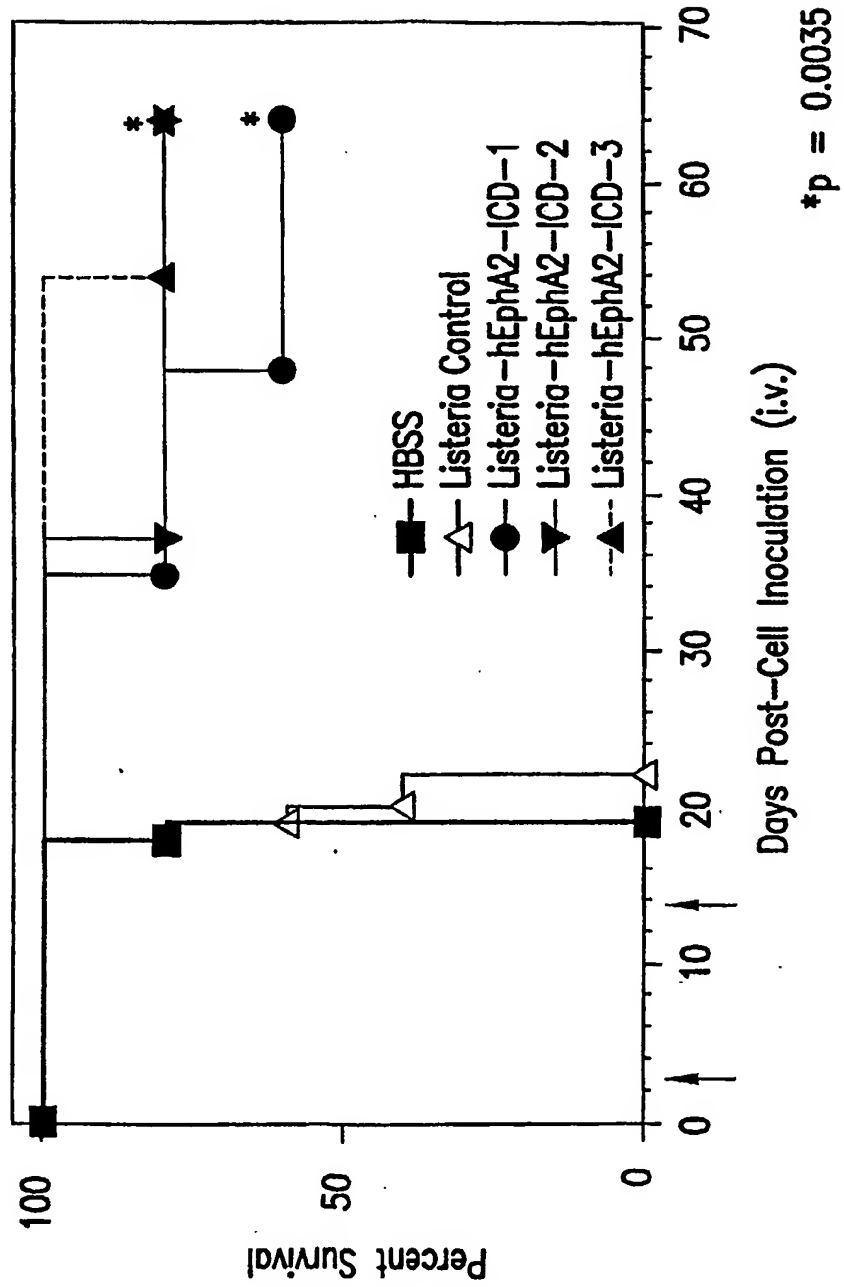 Percent Survival
100
50
0
*
*
HBSS
Listeria Control
Listeria-hEphA2-ICD-1
Listeria-hEphA2-ICD-2
Listeria-hEphA2-ICD-3
0 10 20 30 40 50 60 70
Days Post-Cell Inoculation (i.v.)
*p = 0.0035